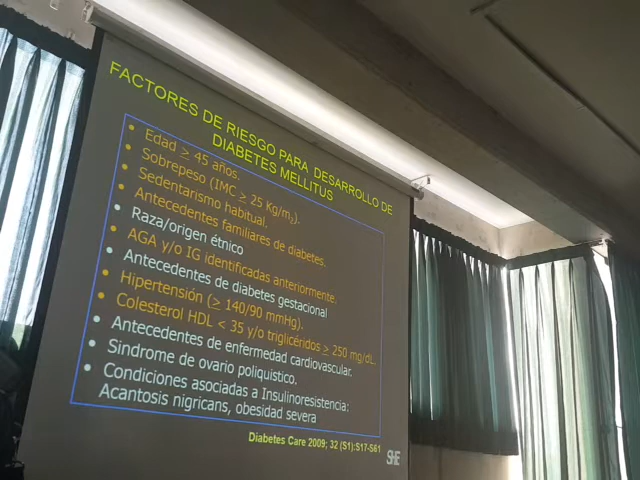 FACTORES DE RIESGO PARA DESARROLLO DE
DIABETES MELLITUS
• Edad ≥ 45 años.
• Sobrepeso (IMC ≥ 25 Kg/m₂).
• Sedentarismo habitual.
• Antecedentes familiares de diabetes.
• Raza/origen étnico
• AGA y/o IG identificadas anteriormente.
• Antecedentes de diabetes gestacional
• Hipertensión (≥ 140/90 mmHg).
• Colesterol HDL < 35 y/o triglicéridos ≥ 250 mg/dL.
• Antecedentes de enfermedad cardiovascular.
• Sindrome de ovario poliquistico.
• Condiciones asociadas a Insulinoresistencia:
Acantosis nigricans, obesidad severa
Diabetes Care 2009; 32 (S1):S17-S61
SHE